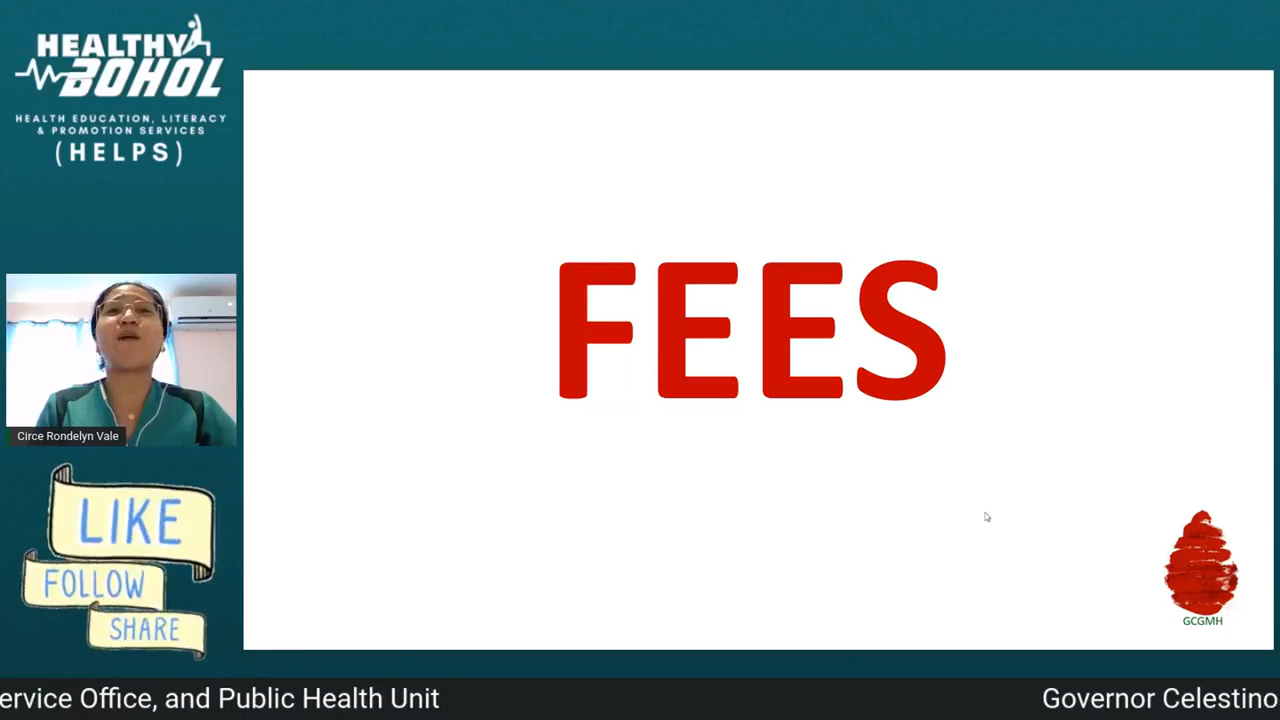 HEALTHY
BOHOL
HEALTH EDUCATION, LITERACY
& PROMOTION SERVICES
(HELPS)
FEES
Circe Rondelyn Vale
LIKE
FOLLOW
SHARE
GCGMH
ervice Office, and Public Health Unit
Governor Celestino